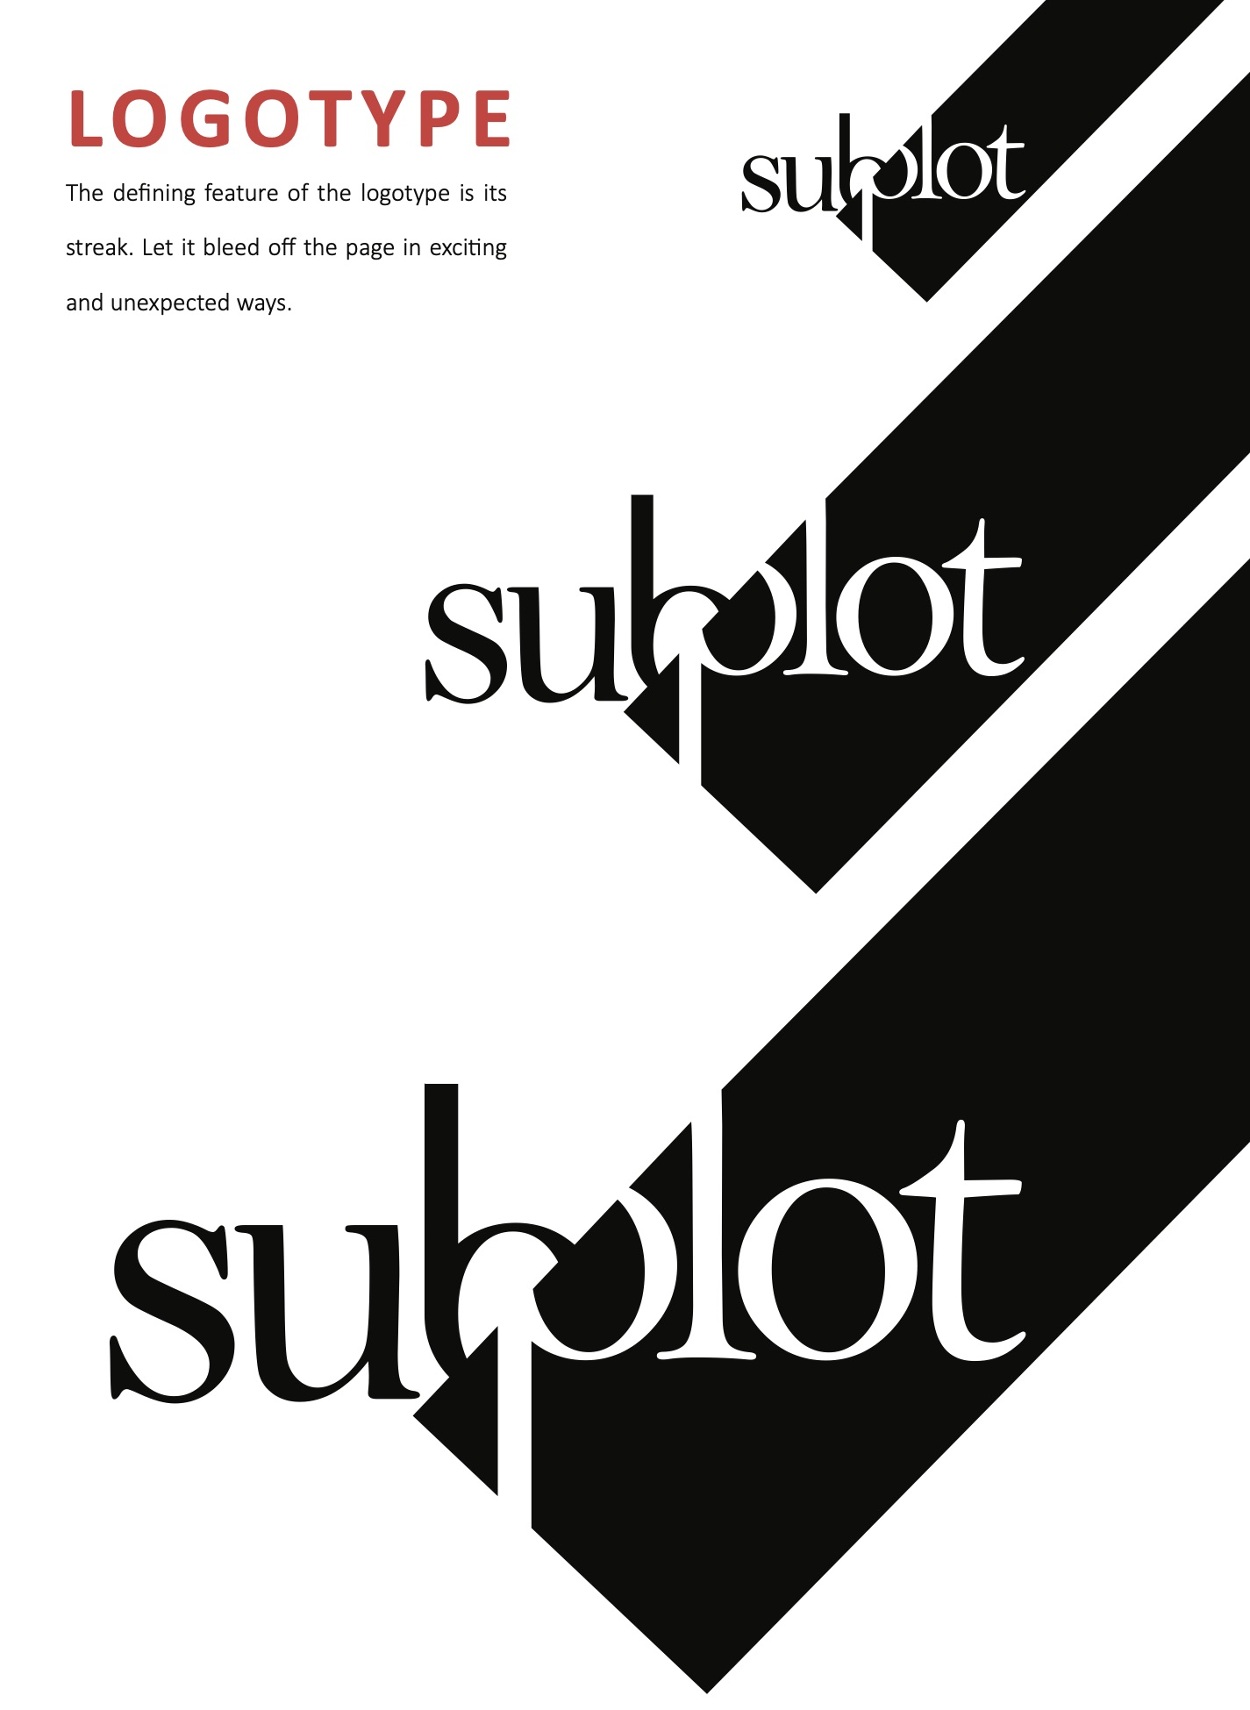 LOGOTYPE
The defining feature of the logotype is its
streak. Let it bleed off the page in exciting
and unexpected ways.
subplot
subplot
subplot